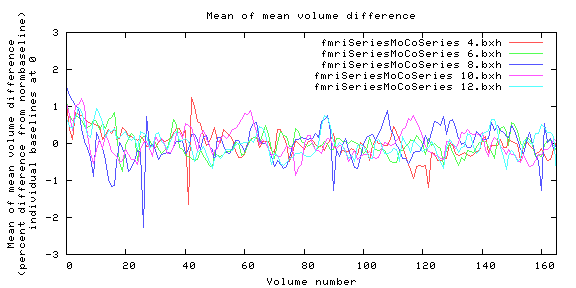 Mean of mean volume difference
fmriSeriesMoCoSeries 4.bxh
fmriSeriesMoCoSeries 6.bxh
fmriSeriesMoCoSeries 8.bxh
fmriSeriesMoCoSeries 10.bxh
fmriSeriesMoCoSeries 12.bxh
Mean of mean volume difference
(percent difference from normbaseline)
individual baselines at 0
3
2
1
0
-1
-2
-3
0 20 40 60 80 100 120 140 160
Volume number